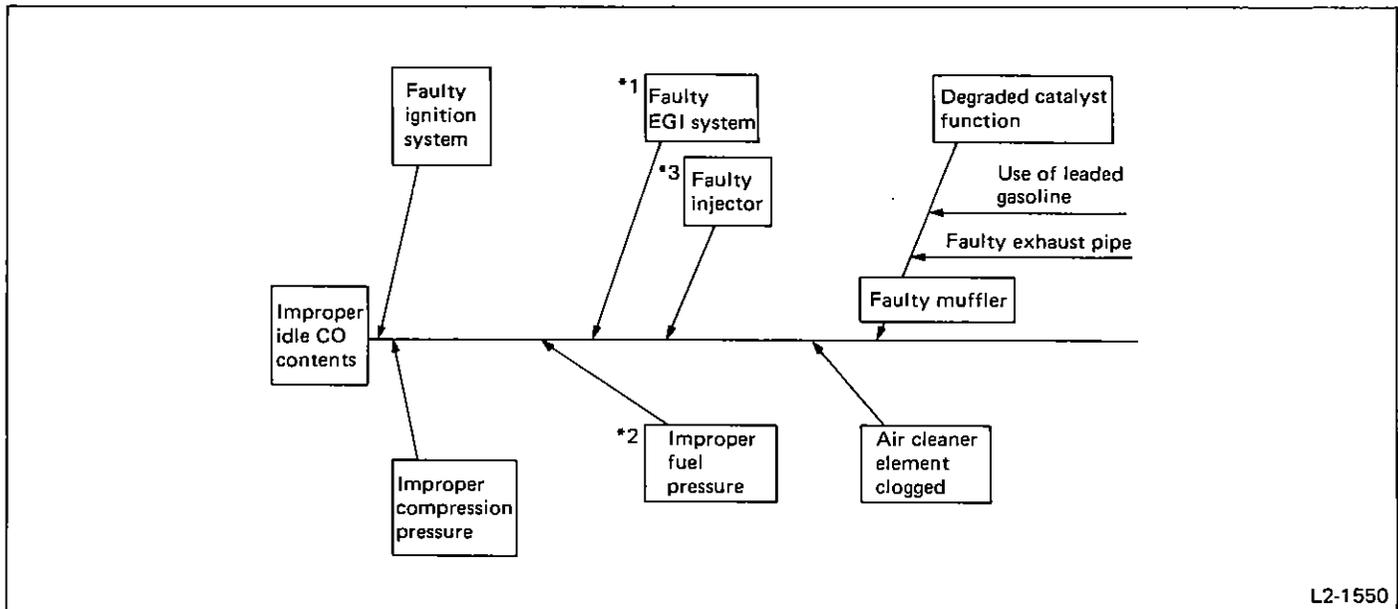 Faulty
ignition
system
*1
Faulty
EGI system
*3
Faulty
injector
Degraded catalyst
function
Use of leaded
gasoline
Faulty exhaust pipe
Faulty muffler
Improper
idle CO
contents
Improper
compression
pressure
*2
Improper
fuel
pressure
Air cleaner
element
clogged
L2-1550